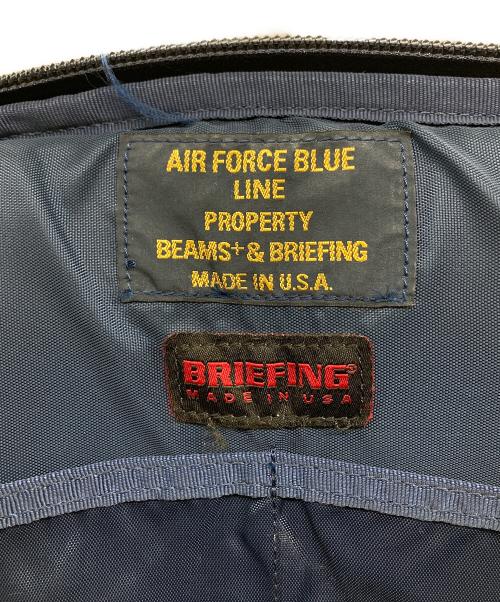 AIR FORCE BLUE
LINE
PROPERTY
BEAMS+ & BRIEFING
MADE IN U.S.A.
BRIEFING®
MADE IN USA